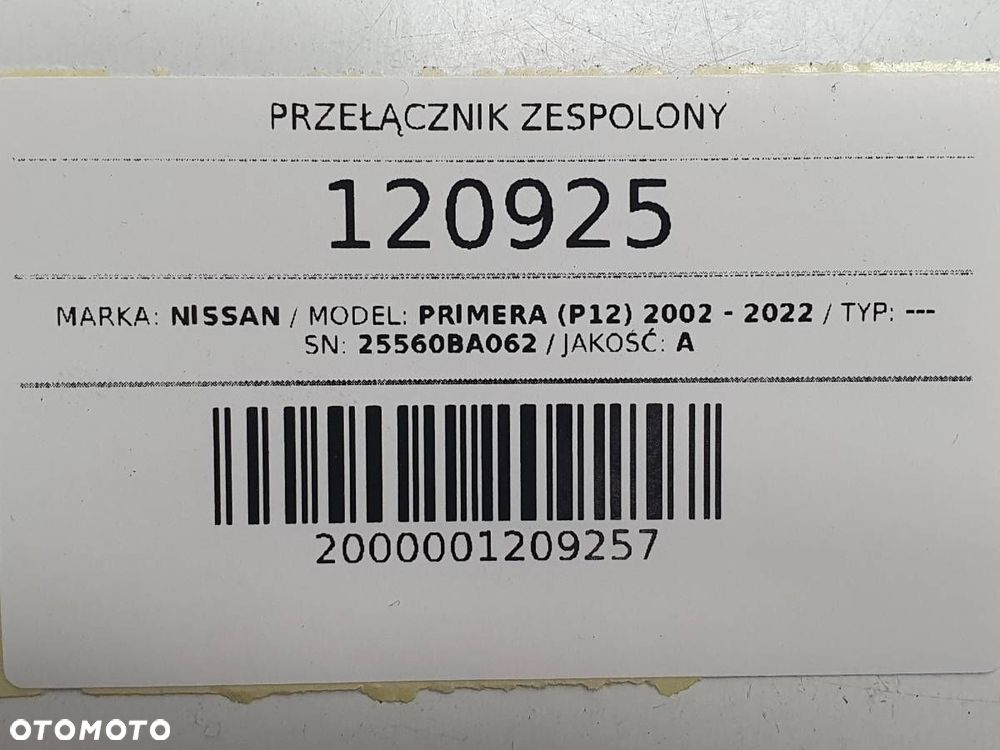 PRZEŁĄCZNIK ZESPOLONY
120925
MARKA: NISSAN / MODEL: PRIMERA (P12) 2002 - 2022 / TYP: ---
SN: 25560BA062 / JAKOŚĆ: A
2000001209257
OTOMOTO